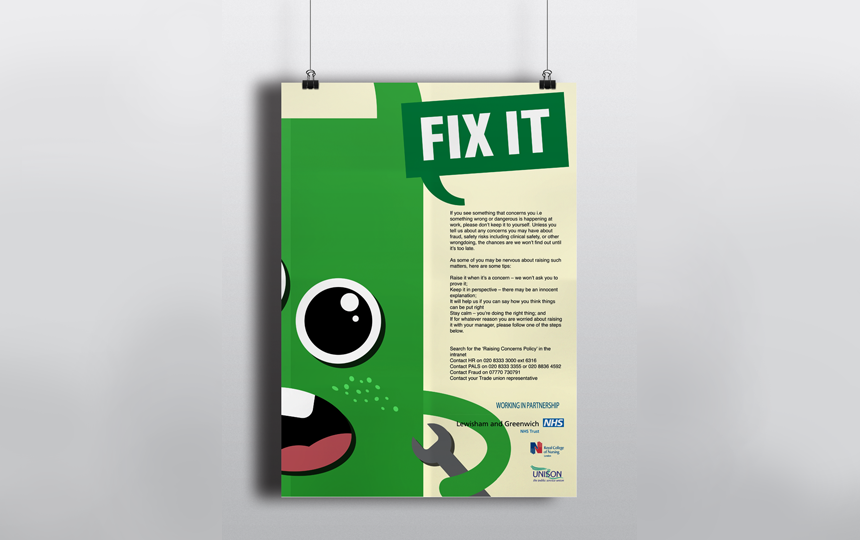 FIX IT
If you see something that concerns you i.e
something wrong or dangerous is happening at
work, please don't keep it to yourself. Unless you
tell us about any concerns you may have about
fraud, safety risks including clinical safety, or other
wrongdoing, the chances are we won't find out until
it's too late.
As some of you may be nervous about raising such
matters, here are some tips:
Raise it when it's a concern – we won't ask you to
prove it;
Keep it in perspective – there may be an innocent
explanation;
It will help us if you can say how you think things
can be put right
Stay calm – you're doing the right thing; and
If for whatever reason you are worried about raising
it with your manager, please follow one of the steps
below.
Search for the 'Raising Concerns Policy' in the
intranet
Contact HR on 020 8333 3000 ext 6316
Contact PALS on 020 8333 3355 or 020 8836 4592
Contact Fraud on 07770 730791
Contact your Trade union representative
WORKING IN PARTNERSHIP
Lewisham and Greenwich NHS
NHS Trust
Royal College
of Nursing
UNISON
the public service union